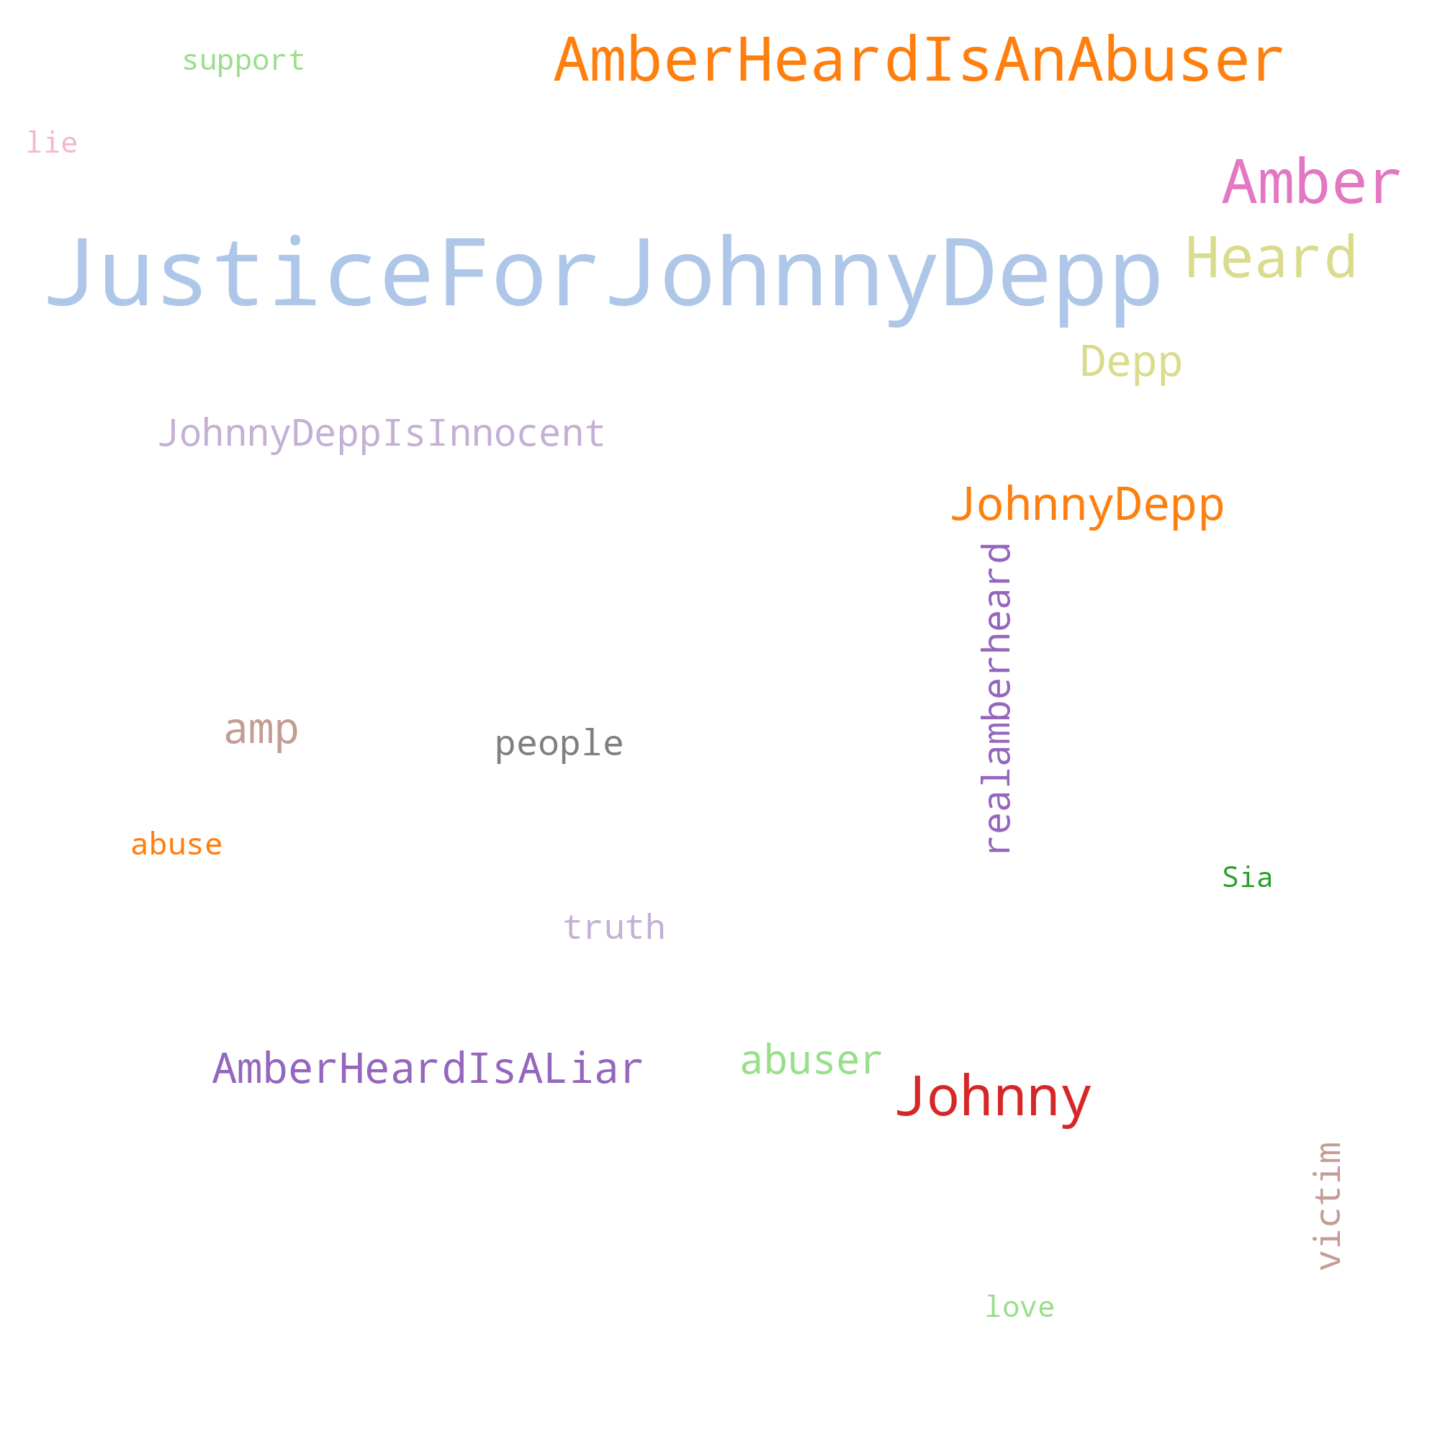 support
AmberHeardIsAnAbuser
lie
Amber
JusticeForJohnnyDepp
Heard
Depp
JohnnyDeppIsInnocent
JohnnyDepp
realamberheard
amp
people
abuse
Sia
truth
AmberHeardIsALiar
abuser
Johnny
victim
love